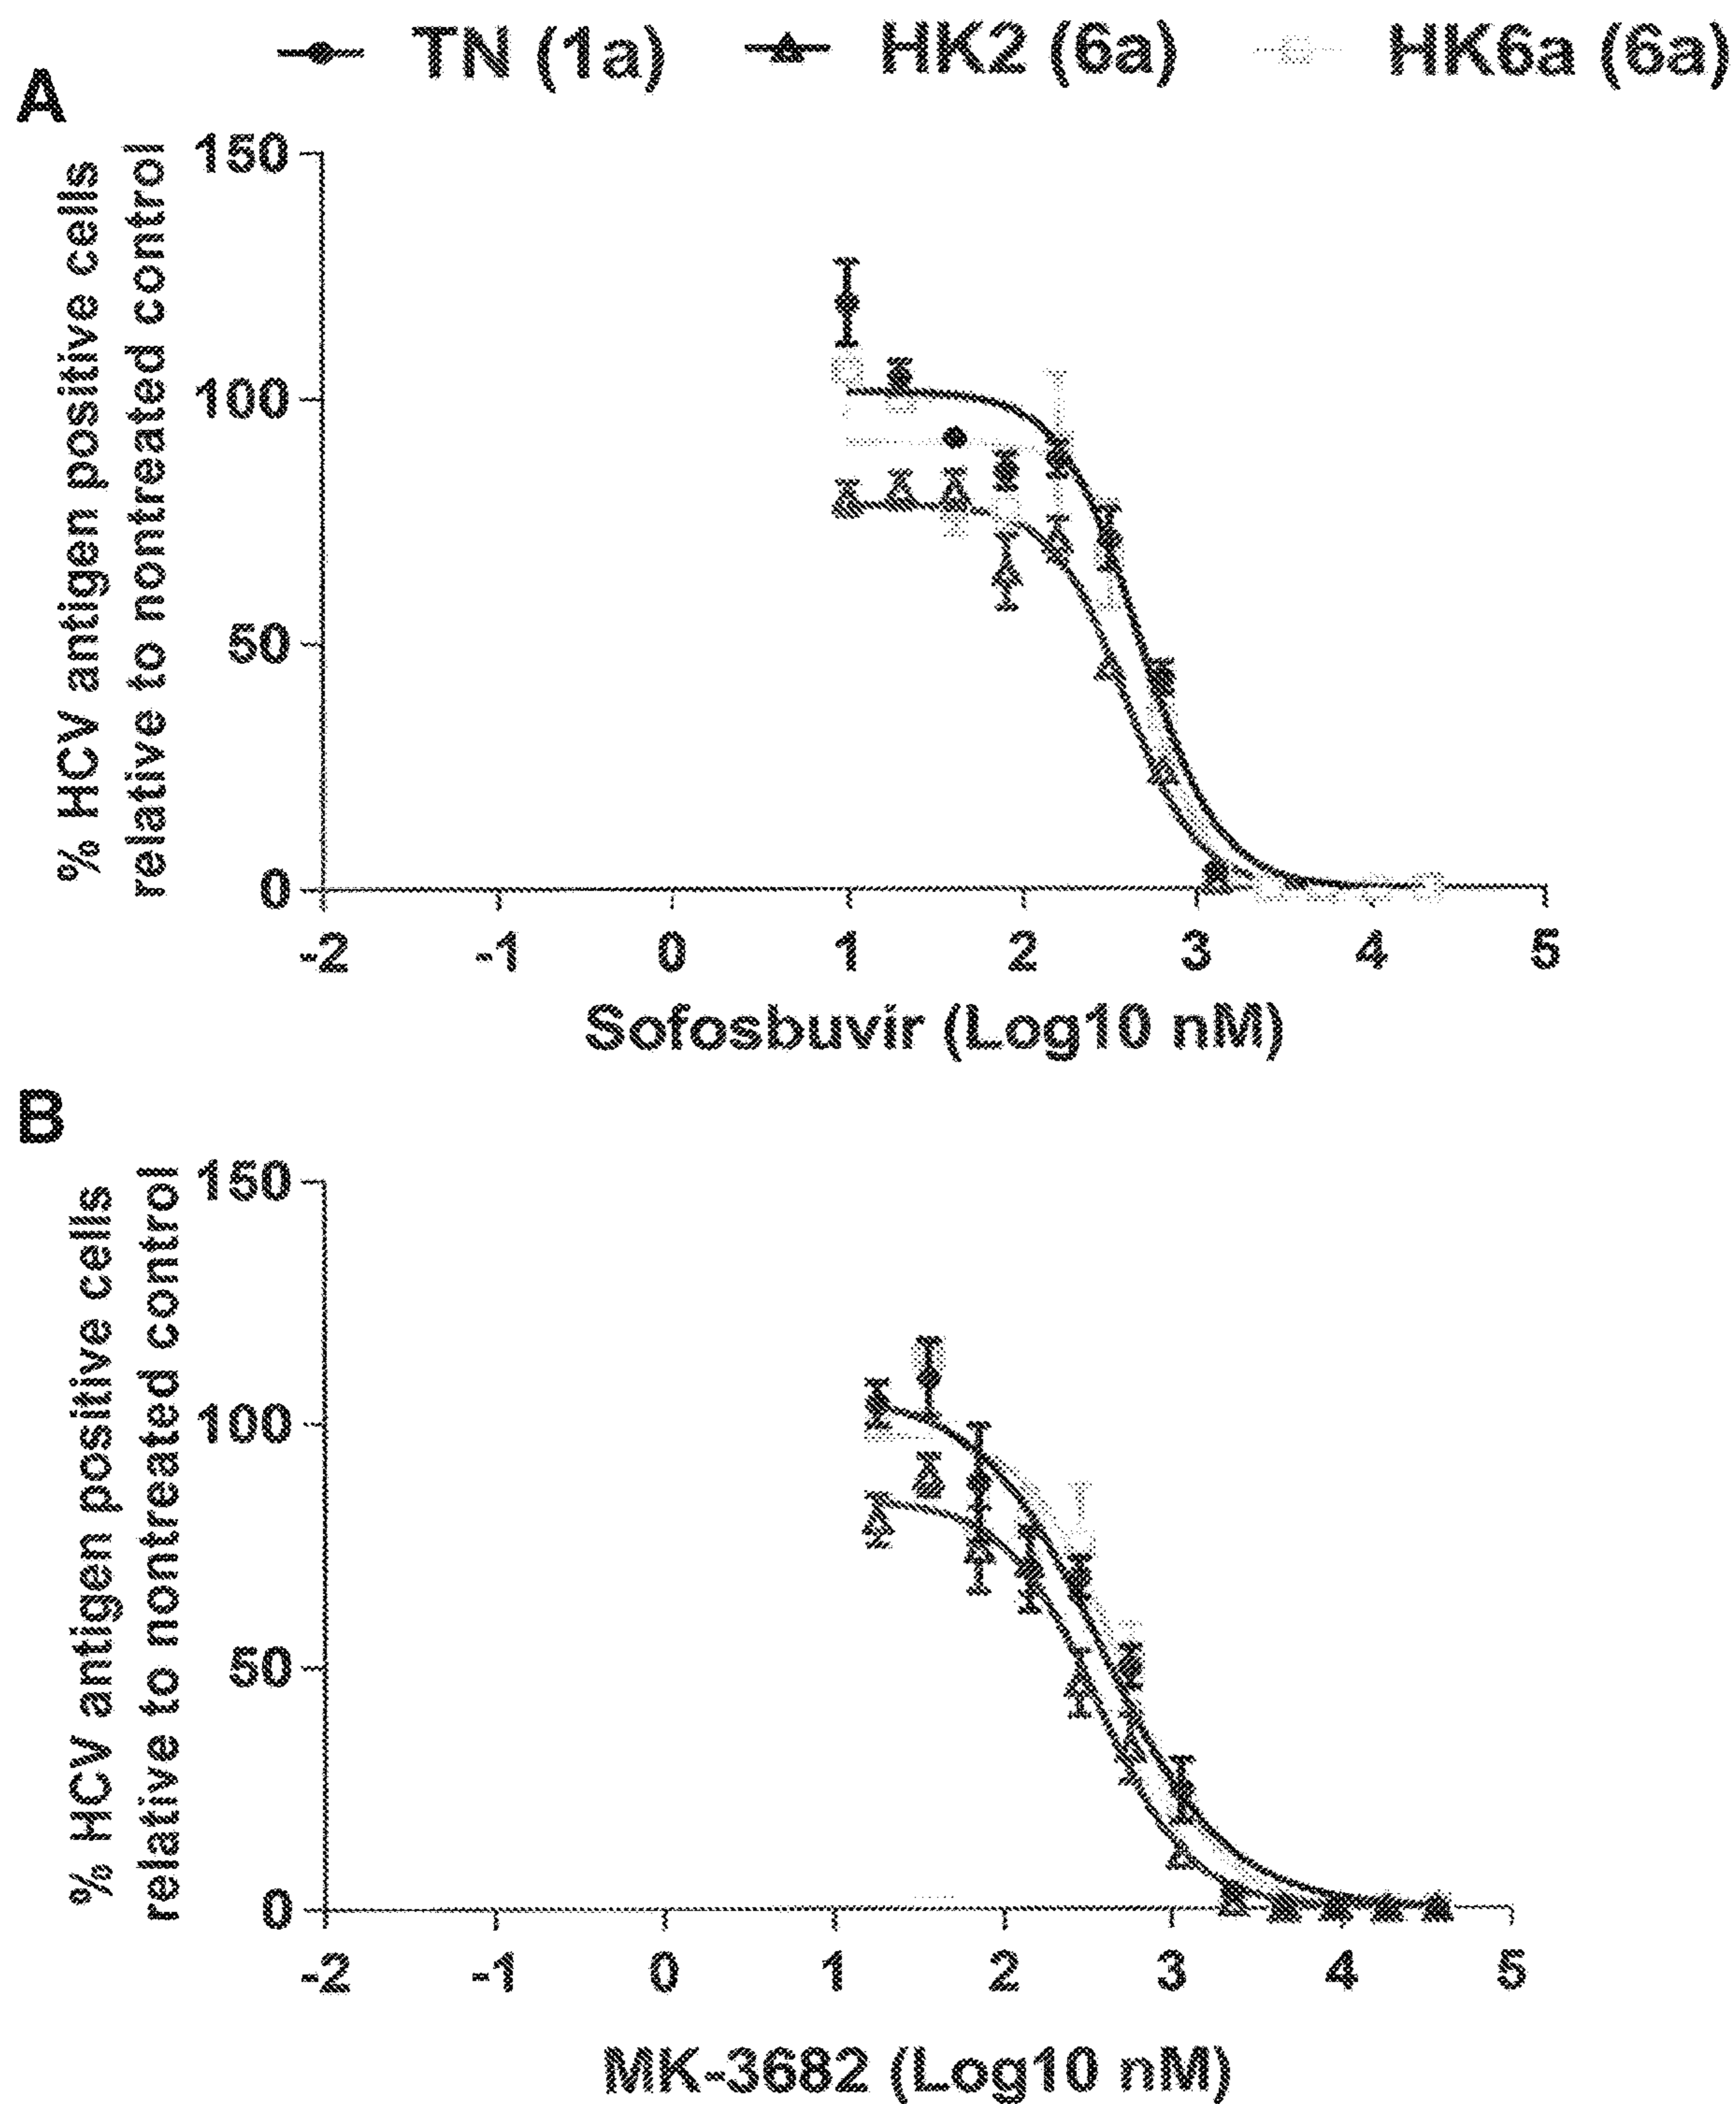 TN (1a) HK2 (6a) HK6a (6a)
A
% HCV antigen positive cells
relative to nontreated control
150
100
50
0
-2 -1 0 1 2 3 4 5
Sofosbuvir (Log10 nM)
B
% HCV antigen positive cells
relative to nontreated control
150
100
50
0
-2 -1 0 1 2 3 4 5
MK-3682 (Log10 nM)